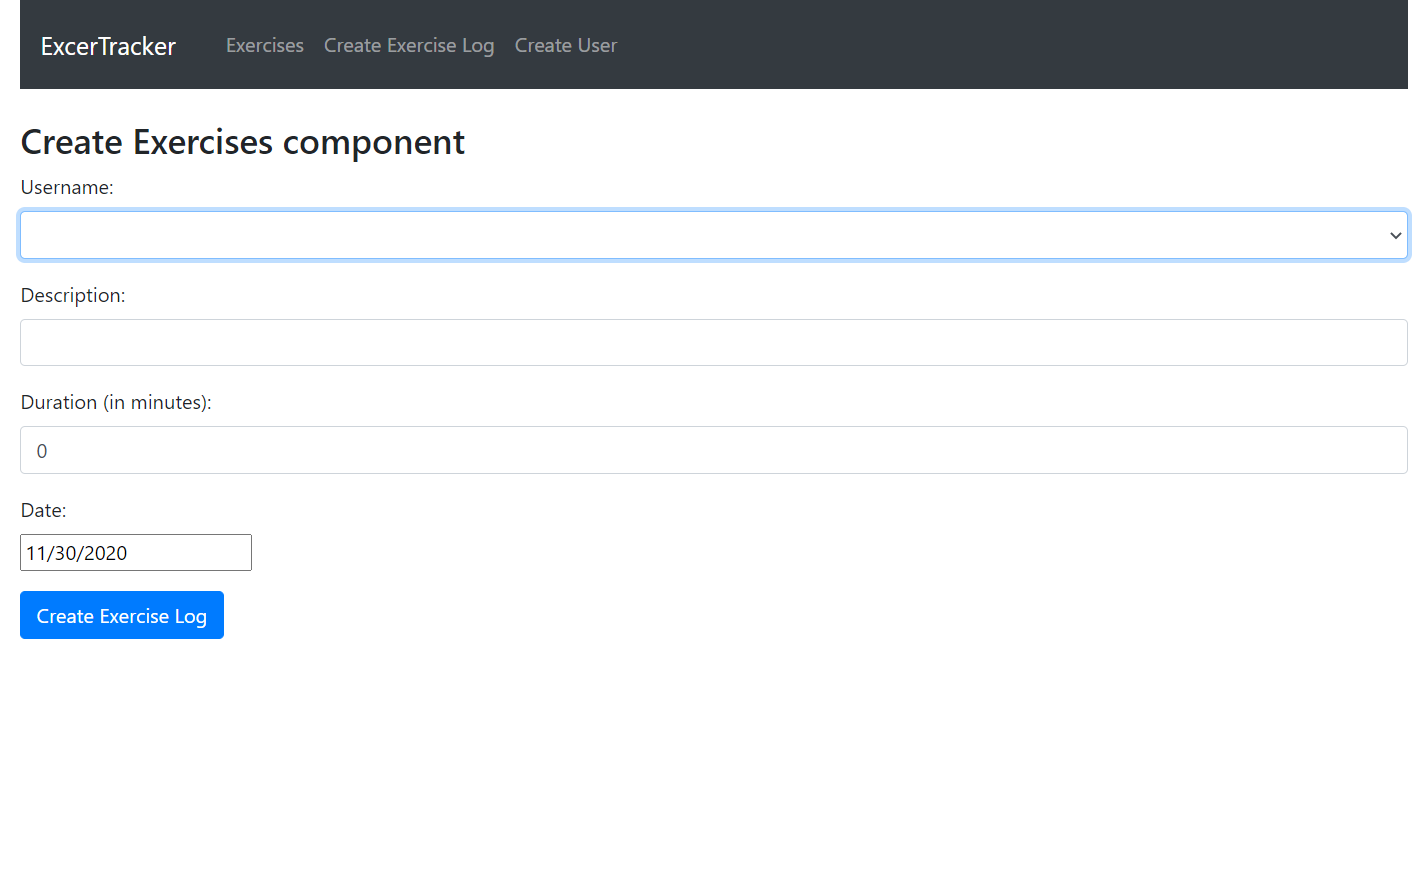 ExcerTracker Exercises Create Exercise Log Create User
Create Exercises component
Username:
Description:
Duration (in minutes):
0
Date:
11/30/2020
Create Exercise Log